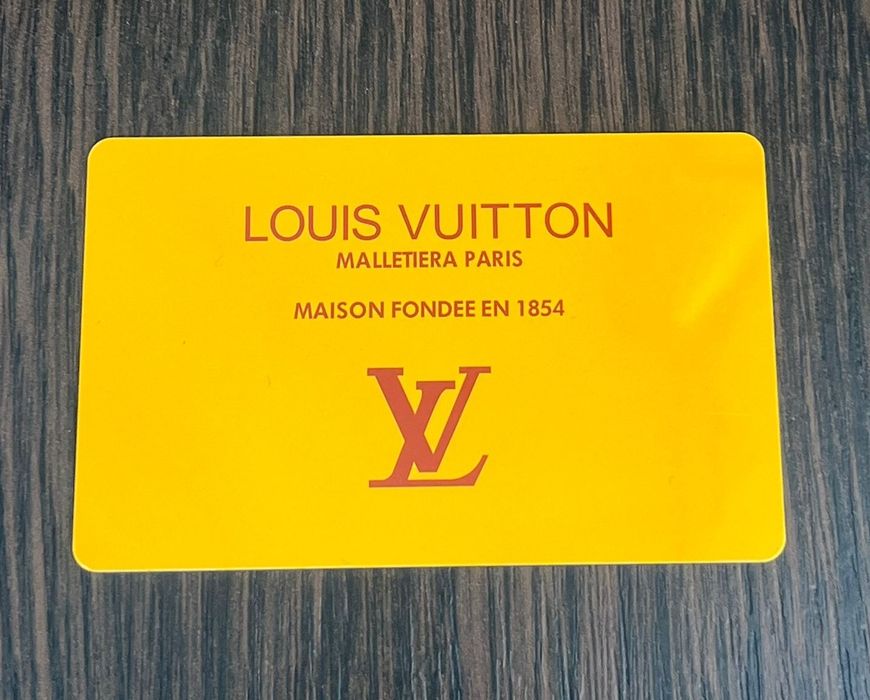 LOUIS VUITTON
MALLETIERA PARIS
MAISON FONDEE EN 1854
LV